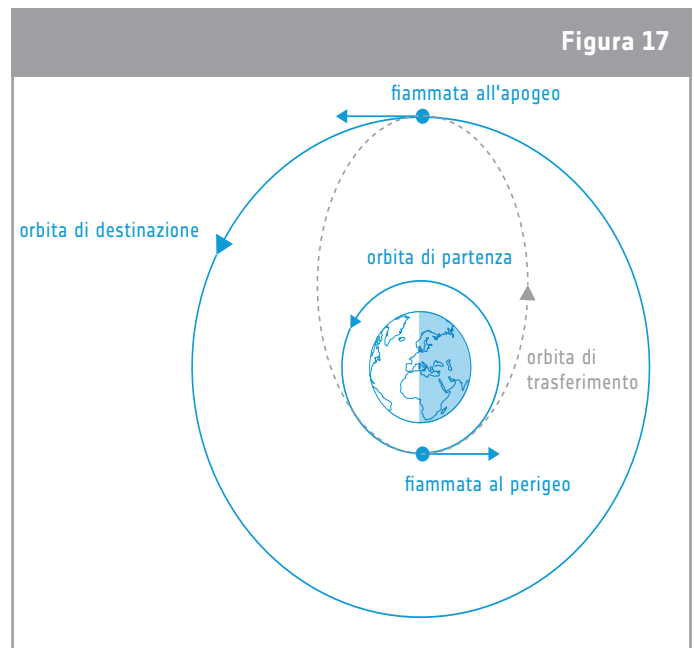 Figura 17
fiammata all'apogeo
orbita di destinazione
orbita di partenza
orbita di
trasferimento
fiammata al perigeo